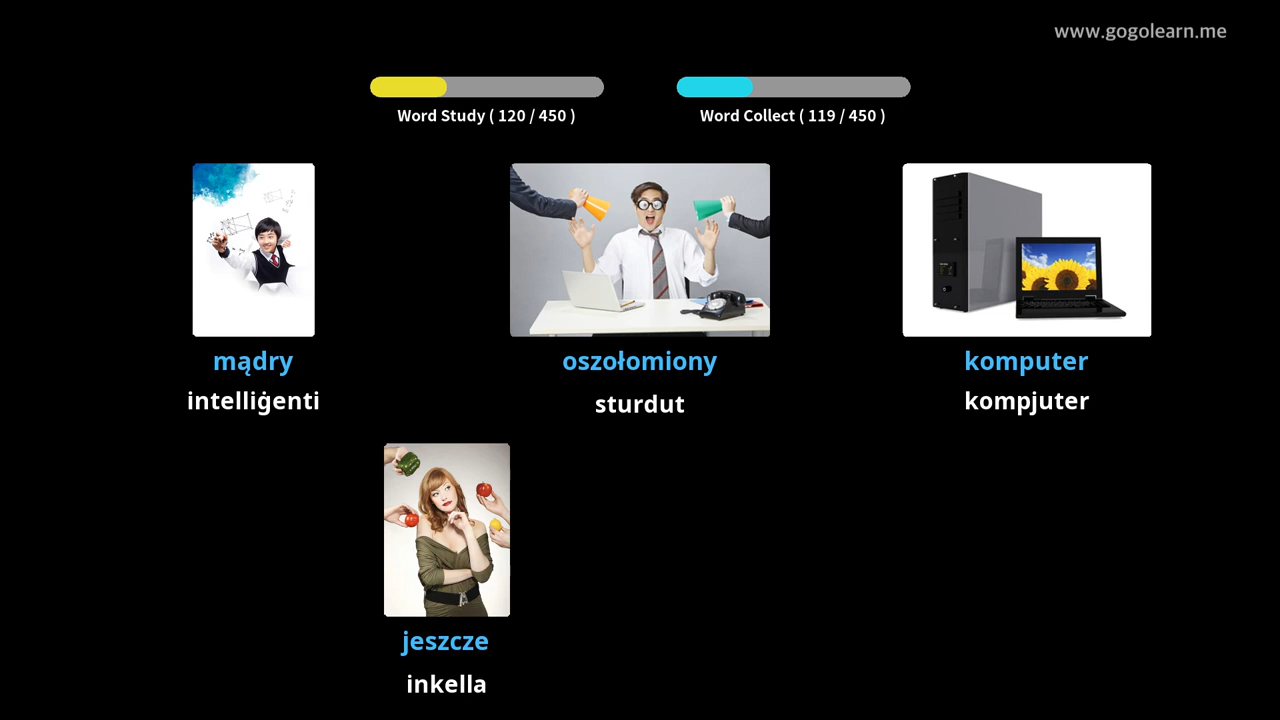 www.gogolearn.me
Word Study ( 120 / 450 )
Word Collect ( 119 / 450 )
mądry
oszołomiony
komputer
intelliġenti
sturdut
kompjuter
jeszcze
inkella